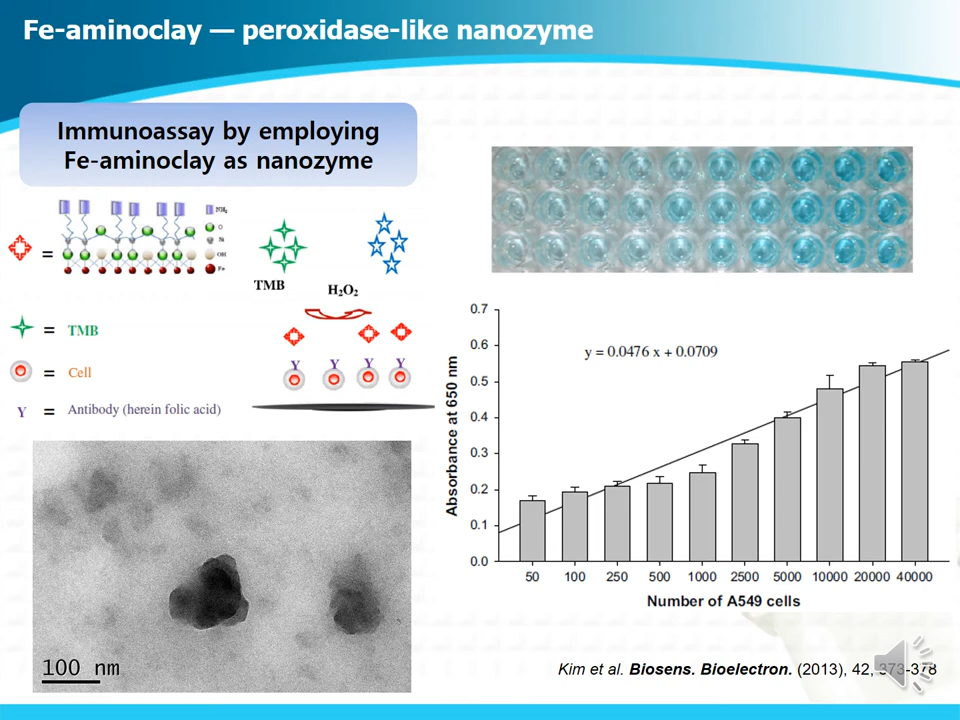 Fe-aminoclay — peroxidase-like nanozyme
Immunoassay by employing
Fe-aminoclay as nanozyme
NH₂
O
Si
OH
Fe
=
TMB
H₂O₂
= TMB
= Cell
Y = Antibody (herein folic acid)
Y Y Y Y
100 nm
0.7
0.6
0.5
0.4
0.3
0.2
0.1
0.0
Absorbance at 650 nm
y = 0.0476 x + 0.0709
50 100 250 500 1000 2500 5000 10000 20000 40000
Number of A549 cells
Kim et al. Biosens. Bioelectron. (2013), 42, 373-378